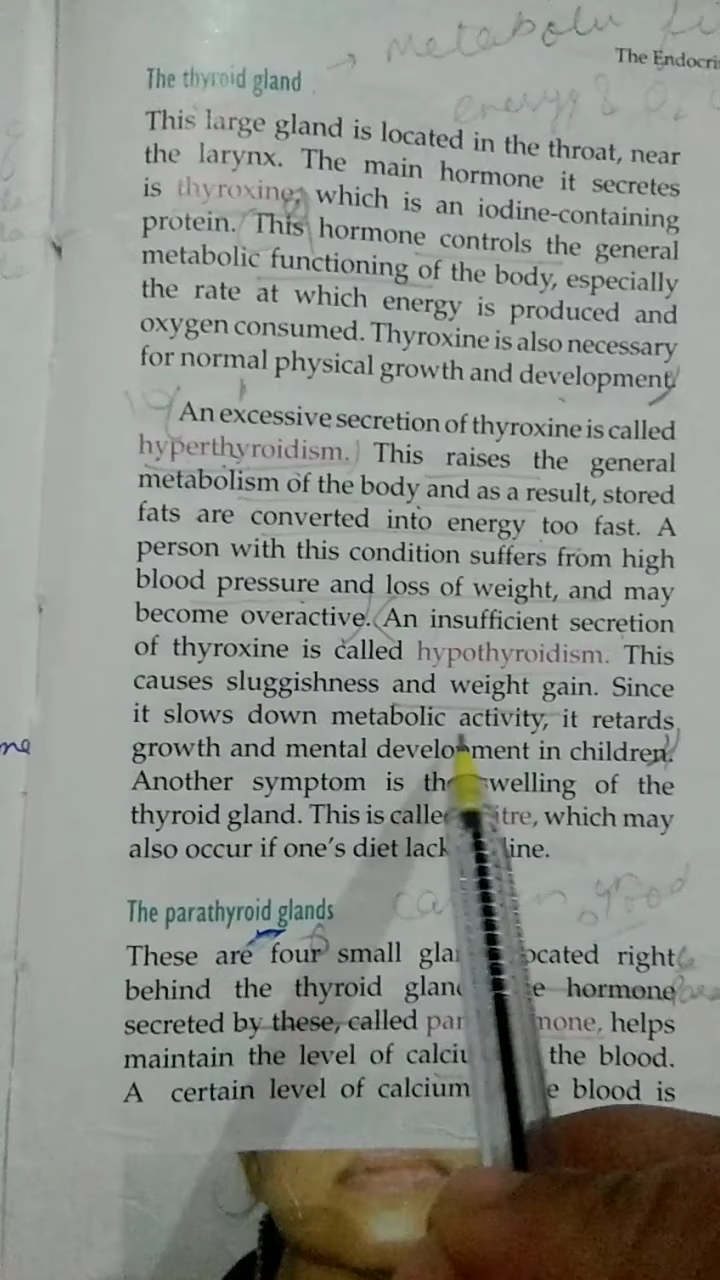 metabolu
The Endocri
The thyroid gland
energy &
This large gland is located in the throat, near
the larynx. The main hormone it secretes
is thyroxine, which is an iodine-containing
protein. This hormone controls the general
metabolic functioning of the body, especially
the rate at which energy is produced and
oxygen consumed. Thyroxine is also necessary
for normal physical growth and development.
An excessive secretion of thyroxine is called
hyperthyroidism. This raises the general
metabolism of the body and as a result, stored
fats are converted into energy too fast. A
person with this condition suffers from high
blood pressure and loss of weight, and may
become overactive. An insufficient secretion
of thyroxine is called hypothyroidism. This
causes sluggishness and weight gain. Since
it slows down metabolic activity, it retards
growth and mental development in children.
Another symptom is the swelling of the
thyroid gland. This is calle itre, which may
also occur if one's diet lack line.
The parathyroid glands
These are four small gla ocated right
behind the thyroid glan e hormone
secreted by these, called par mone, helps
maintain the level of calci the blood.
A certain level of calcium e blood is